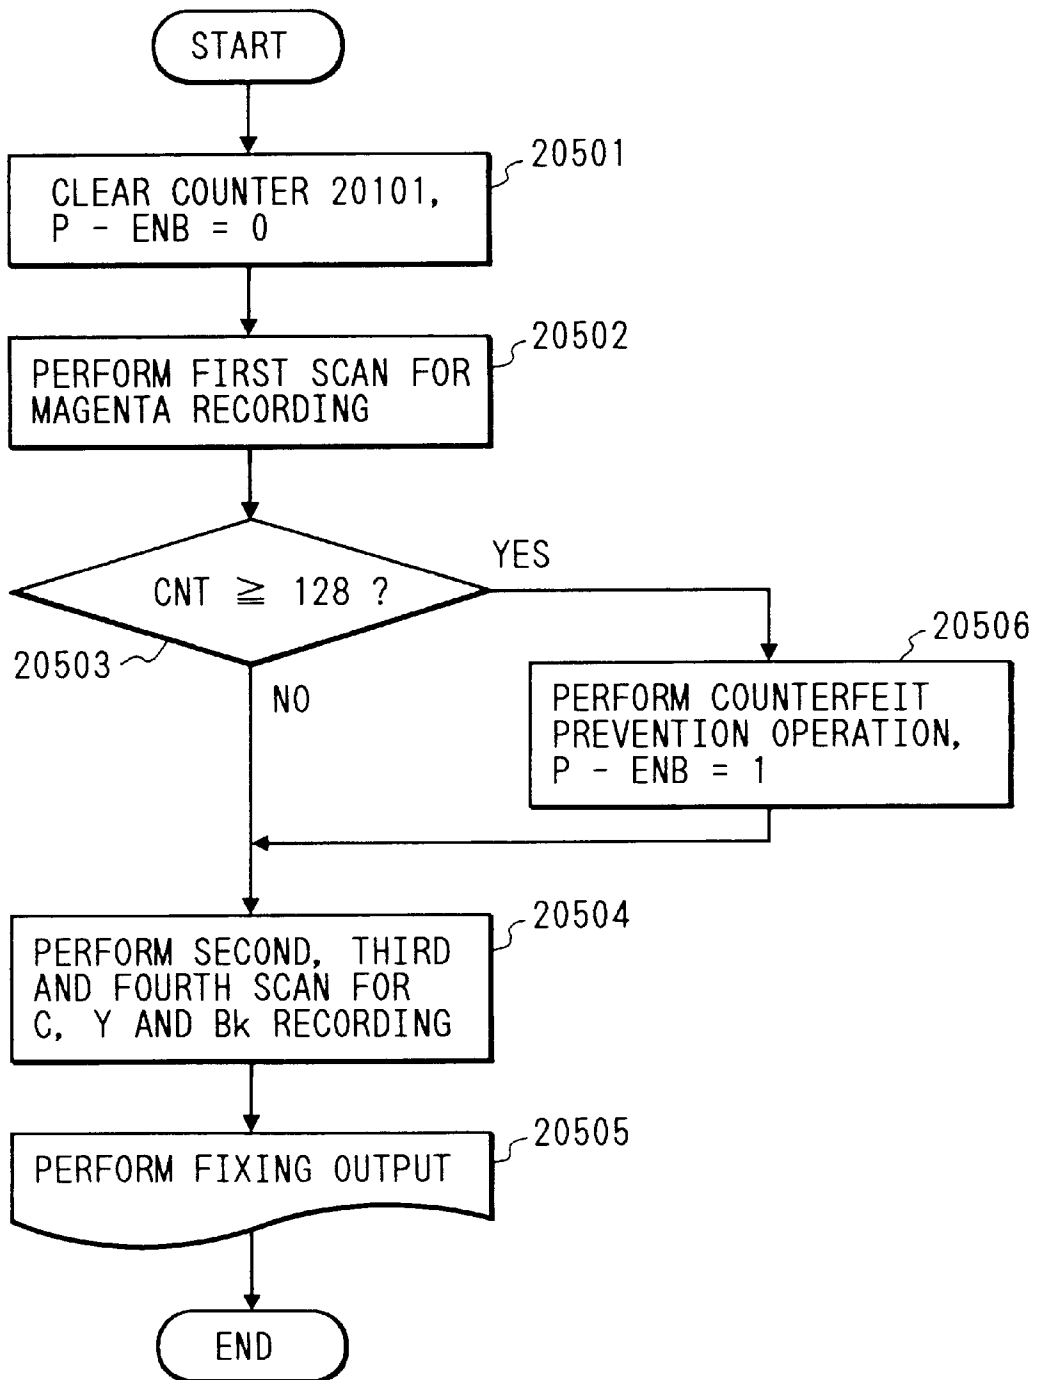 START
20501
CLEAR COUNTER 20101,
P - ENB = 0
20502
PERFORM FIRST SCAN FOR
MAGENTA RECORDING
CNT ≧ 128 ?
YES
20503
NO
20506
PERFORM COUNTERFEIT
PREVENTION OPERATION,
P - ENB = 1
20504
PERFORM SECOND, THIRD
AND FOURTH SCAN FOR
C, Y AND Bk RECORDING
20505
PERFORM FIXING OUTPUT
END